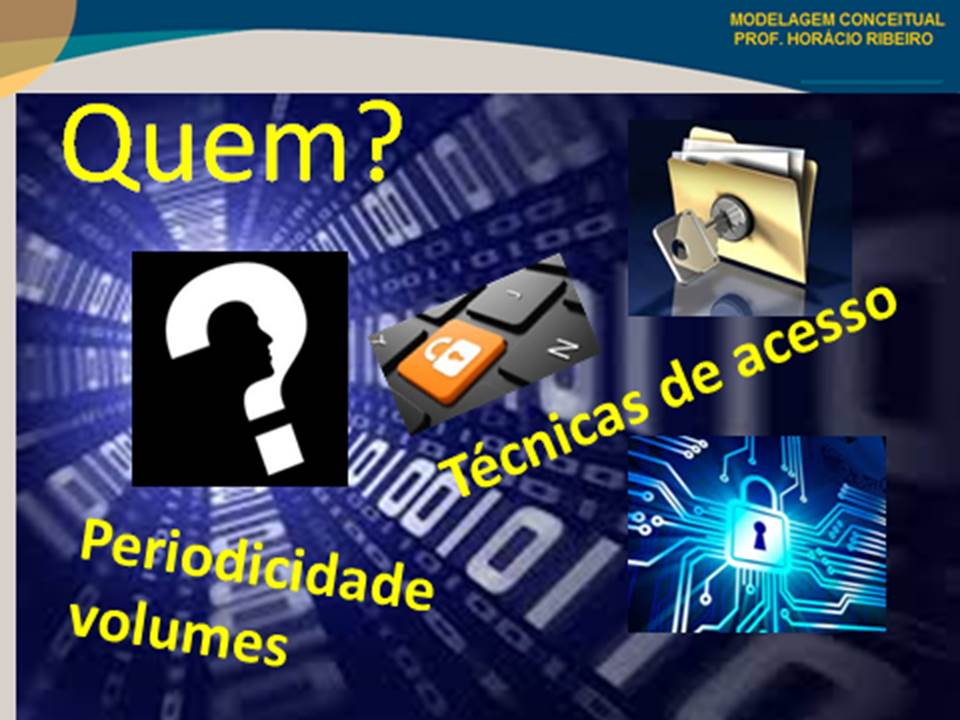 MODELAGEM CONCEITUAL
PROF. HORÁCIO RIBEIRO
Quem?
Técnicas de acesso
Periodicidade
volumes